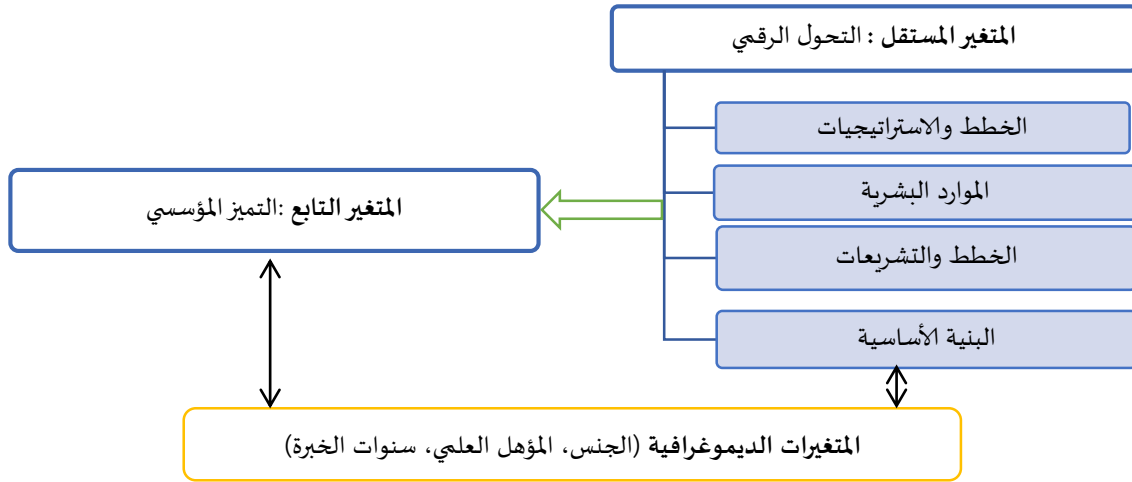 المتغير المستقل : التحول الرقمي
الخطط والاستراتيجيات
الموارد البشرية
الخطط والتشريعات
البنية الأساسية
المتغير التابع :التميز المؤسسي
المتغيرات الديموغرافية (الجنس، المؤهل العلمي، سنوات الخبرة)